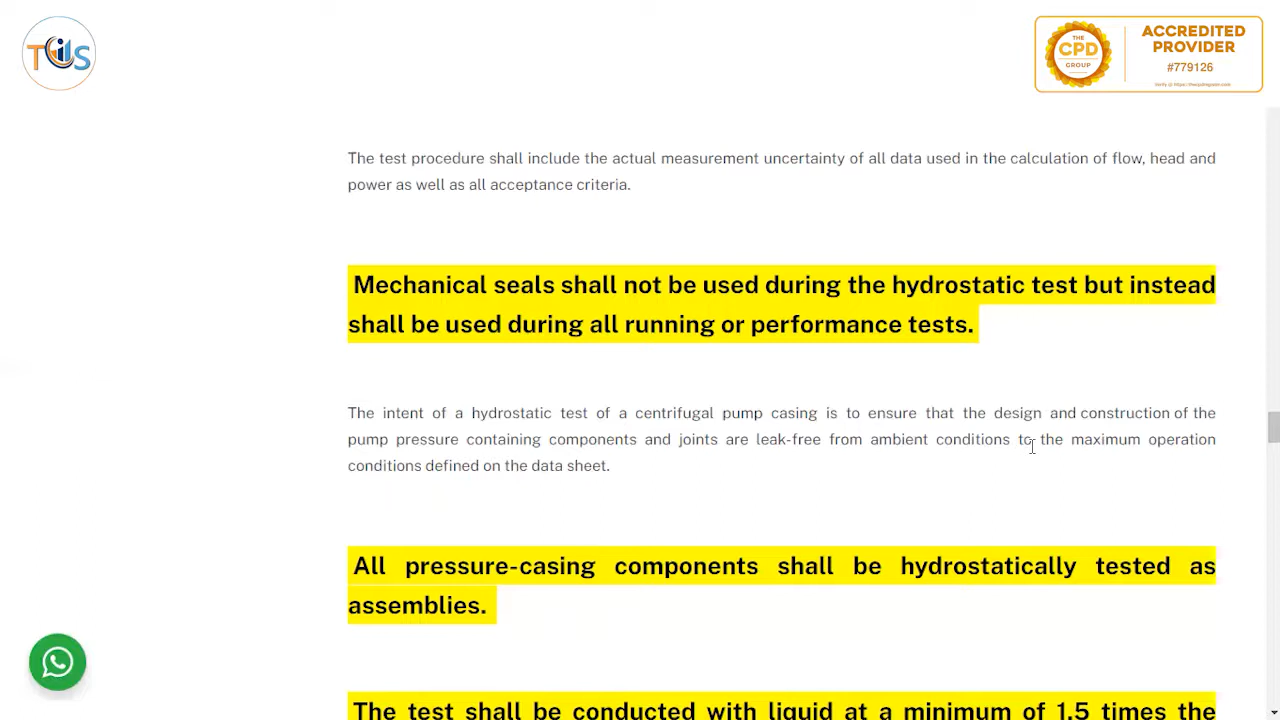 TCiLS
THE
CPD
GROUP
ACCREDITED
PROVIDER
#779126
The test procedure shall include the actual measurement uncertainty of all data used in the calculation of flow, head and
power as well as all acceptance criteria.
Mechanical seals shall not be used during the hydrostatic test but instead
shall be used during all running or performance tests.
The intent of a hydrostatic test of a centrifugal pump casing is to ensure that the design and construction of the
pump pressure containing components and joints are leak-free from ambient conditions to the maximum operation
conditions defined on the data sheet.
All pressure-casing components shall be hydrostatically tested as
assemblies.
The test shall be conducted with liquid at a minimum of 1.5 times the